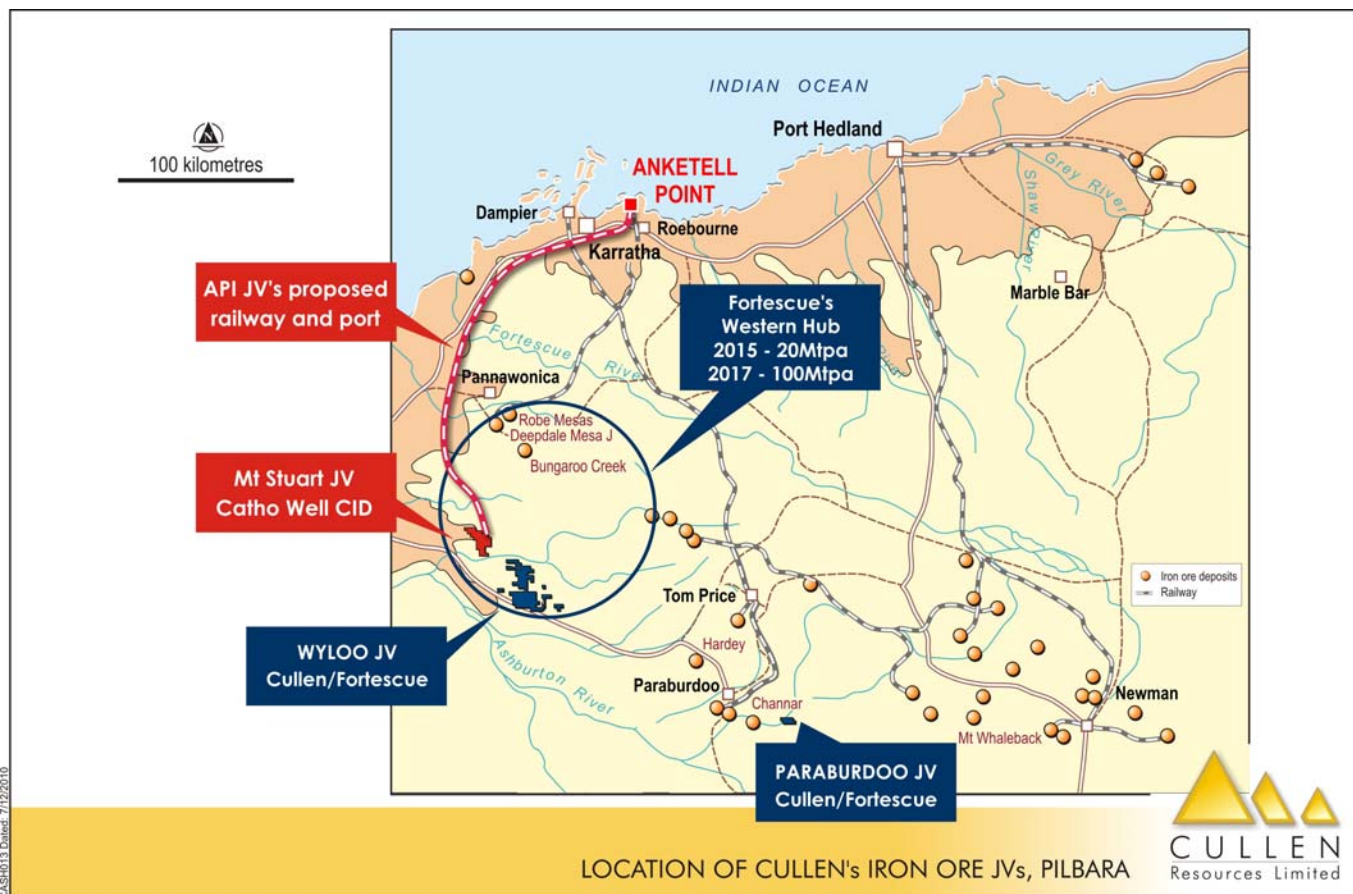 INDIAN OCEAN
Port Hedland
100 kilometres
ANKETELL
POINT
Dampier
Roebourne
Karratha
Grey River
Shaw River
Marble Bar
API JV's proposed
railway and port
Fortescue's
Western Hub
2015 - 20Mtpa
2017 - 100Mtpa
Fortescue River
Pannawonica
Robe Mesas
Deepdale Mesa J
Bungaroo Creek
Mt Stuart JV
Catho Well CID
Iron ore deposits
Railway
Tom Price
Hardey
WYLOO JV
Cullen/Fortescue
Ashburton River
Paraburdoo
Channar
Newman
Mt Whaleback
PARABURDOO JV
Cullen/Fortescue
LOCATION OF CULLEN's IRON ORE JVs, PILBARA
CULLEN
Resources Limited